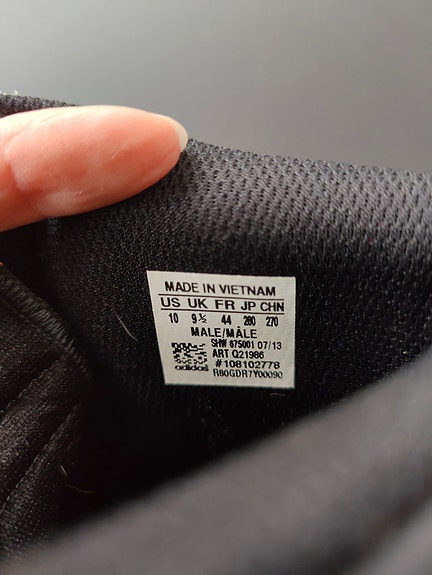 MADE IN VIETNAM
US UK FR JP CHN
10 9½ 44 280 270
MALE/MÂLE
SHW 675001 07/13
ART Q21986
#108102778
adidas R80GDR7Y00090